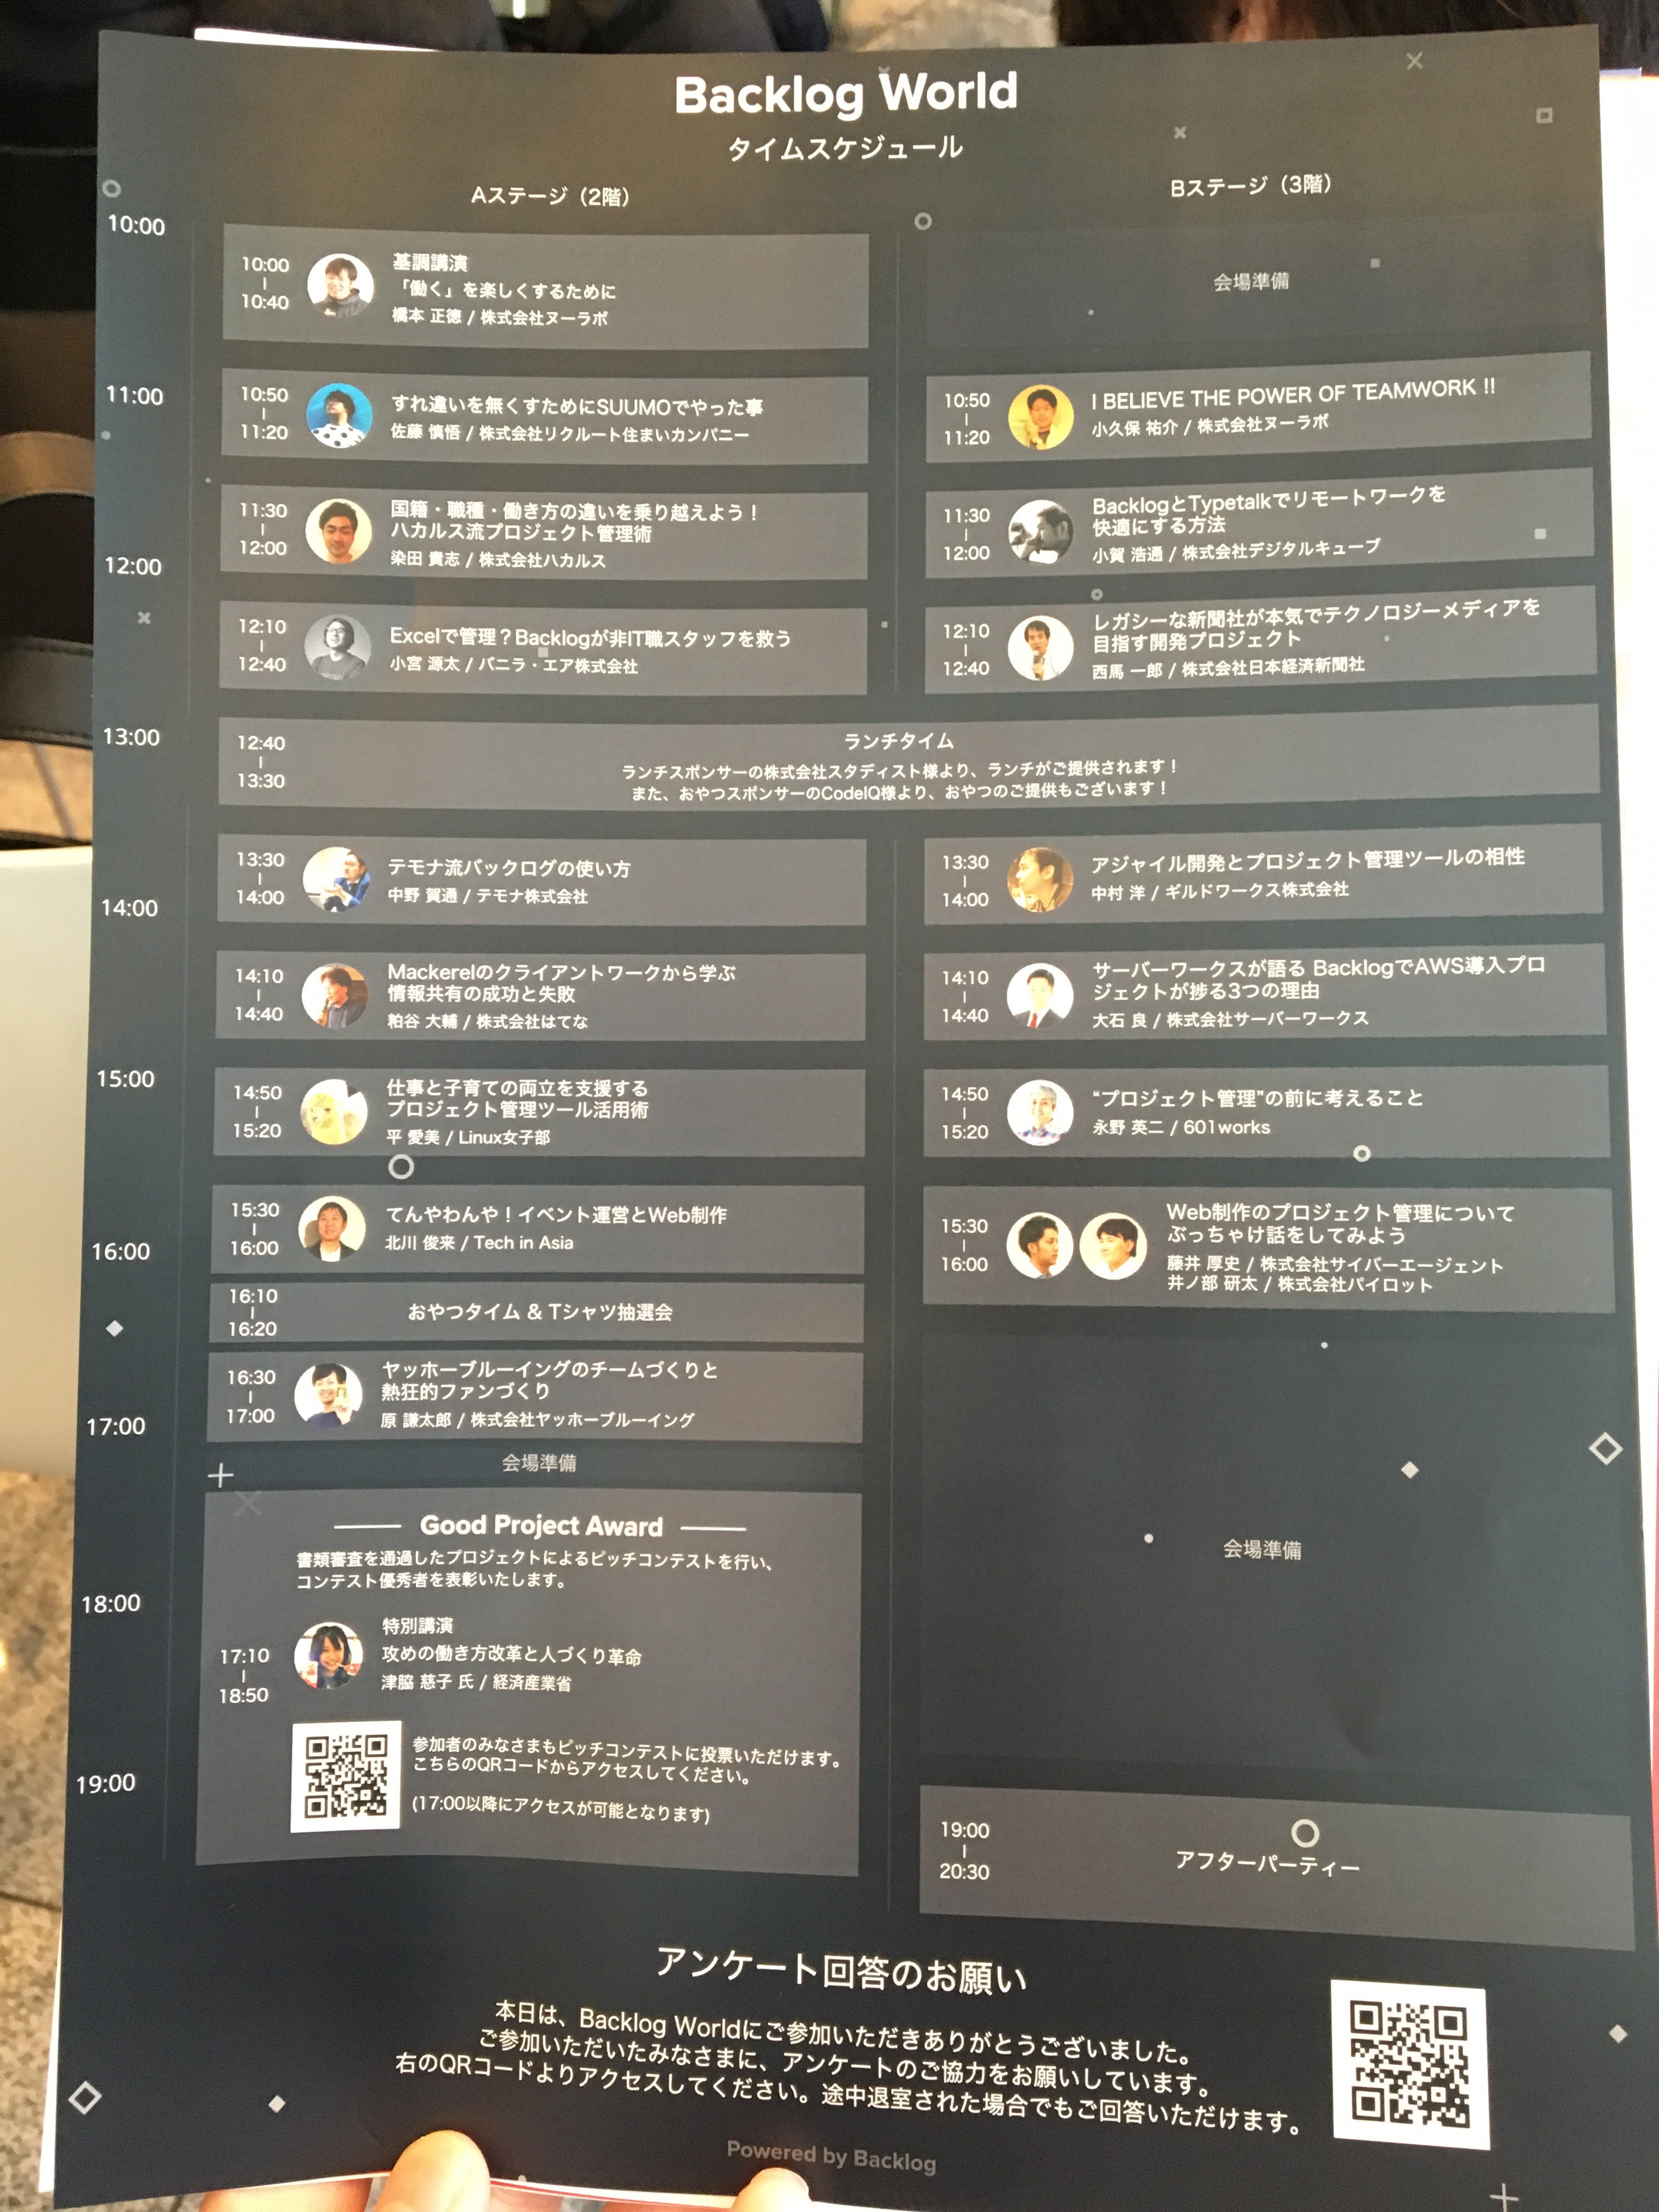 Backlog World
タイムスケジュール
Aステージ（2階）
Bステージ（3階）
10:00
10:00
10:40
基調講演
「働く」を楽しくするために
橋本 正徳 / 株式会社ヌーラボ
会場準備
11:00
10:50
11:20
すれ違いを無くすためにSUUMOでやった事
佐藤 慎悟 / 株式会社リクルート住まいカンパニー
10:50
11:20
I BELIEVE THE POWER OF TEAMWORK !!
小久保 祐介 / 株式会社ヌーラボ
11:30
12:00
国籍・職種・働き方の違いを乗り越えよう！
ハカルス流プロジェクト管理術
染田 貴志 / 株式会社ハカルス
11:30
12:00
BacklogとTypetalkでリモートワークを
快適にする方法
小賀 浩通 / 株式会社デジタルキューブ
12:00
12:10
12:40
Excelで管理？Backlogが非IT職スタッフを救う
小宮 源太 / バニラ・エア株式会社
12:10
12:40
レガシーな新聞社が本気でテクノロジーメディアを
目指す開発プロジェクト
西馬 一郎 / 株式会社日本経済新聞社
13:00
12:40
13:30
ランチタイム
ランチスポンサーの株式会社スタディスト様より、ランチがご提供されます！
また、おやつスポンサーのCodeIQ様より、おやつのご提供もございます！
13:30
14:00
テモナ流バックログの使い方
中野 賀通 / テモナ株式会社
13:30
14:00
アジャイル開発とプロジェクト管理ツールの相性
中村 洋 / ギルドワークス株式会社
14:00
14:10
14:40
Mackerelのクライアントワークから学ぶ
情報共有の成功と失敗
粕谷 大輔 / 株式会社はてな
14:10
14:40
サーバーワークスが語る BacklogでAWS導入プロ
ジェクトが捗る3つの理由
大石 良 / 株式会社サーバーワークス
15:00
14:50
15:20
仕事と子育ての両立を支援する
プロジェクト管理ツール活用術
平 愛美 / Linux女子部
14:50
15:20
“プロジェクト管理”の前に考えること
永野 英二 / 601works
15:30
16:00
てんやわんや！イベント運営とWeb制作
北川 俊来 / Tech in Asia
15:30
16:00
Web制作のプロジェクト管理について
ぶっちゃけ話をしてみよう
藤井 厚史 / 株式会社サイバーエージェント
井ノ部 研太 / 株式会社パイロット
16:00
16:10
16:20
おやつタイム & Tシャツ抽選会
16:30
17:00
ヤッホーブルーイングのチームづくりと
熱狂的ファンづくり
原 謙太郎 / 株式会社ヤッホーブルーイング
17:00
会場準備
Good Project Award
書類審査を通過したプロジェクトによるピッチコンテストを行い、
コンテスト優秀者を表彰いたします。
会場準備
18:00
17:10
18:50
特別講演
攻めの働き方改革と人づくり革命
津脇 慈子 氏 / 経済産業省
参加者のみなさまもピッチコンテストに投票いただけます。
こちらのQRコードからアクセスしてください。
(17:00以降にアクセスが可能となります)
19:00
19:00
20:30
アフターパーティー
アンケート回答のお願い
本日は、Backlog Worldにご参加いただきありがとうございました。
ご参加いただいたみなさまに、アンケートのご協力をお願いしています。
右のQRコードよりアクセスしてください。途中退室された場合でもご回答いただけます。
Powered by Backlog